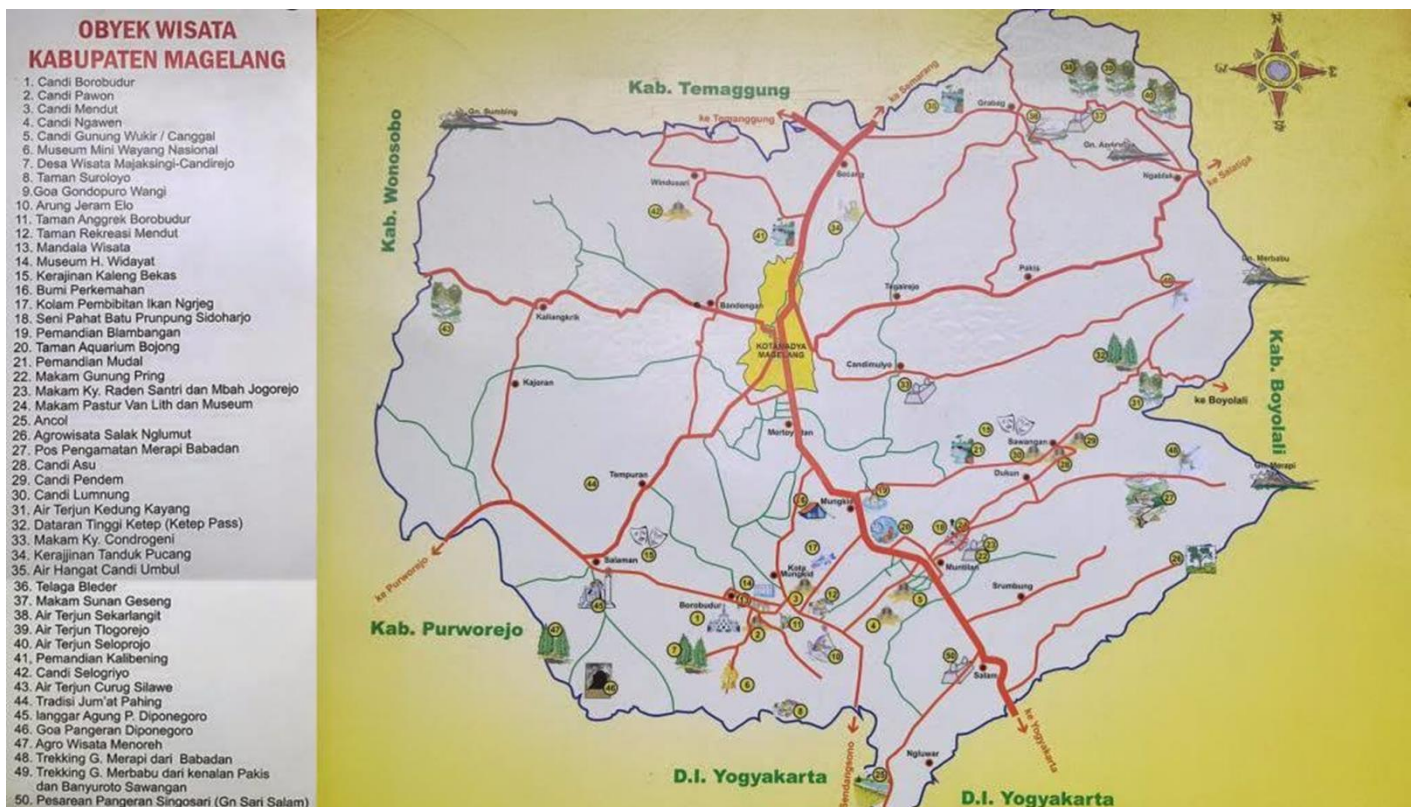 OBYEK WISATA
KABUPATEN MAGELANG
1. Candi Borobudur
2. Candi Pawon
3. Candi Mendut
4. Candi Ngawen
5. Candi Gunung Wukir / Canggal
6. Museum Mini Wayang Nasional
7. Desa Wisata Majaksingi-Candirejo
8. Taman Suroloyo
9.Goa Gondopuro Wangi
10. Arung Jeram Elo
11. Taman Anggrek Borobudur
12. Taman Rekreasi Mendut
13. Mandala Wisata
14. Museum H. Widayat
15. Kerajinan Kaleng Bekas
16. Bumi Perkemahan
17. Kolam Pembibitan Ikan Ngrjeg
18. Seni Pahat Batu Prunpung Sidoharjo
19. Pemandian Blambangan
20. Taman Aquarium Bojong
21. Pemandian Mudal
22. Makam Gunung Pring
23. Makam Ky. Raden Santri dan Mbah Jogorejo
24. Makam Pastur Van Lith dan Museum
25. Ancol
26. Agrowisata Salak Nglumut
27. Pos Pengamatan Merapi Babadan
28. Candi Asu
29. Candi Pendem
30. Candi Lumnung
31. Air Terjun Kedung Kayang
32. Dataran Tinggi Ketep (Ketep Pass)
33. Makam Ky. Condrogeni
34. Kerajjinan Tanduk Pucang
35. Air Hangat Candi Umbul
36. Telaga Bleder
37. Makam Sunan Geseng
38. Air Terjun Sekarlangit
39. Air Terjun Tlogorejo
40. Air Terjun Seloprojo
41. Pemandian Kalibening
42. Candi Selogriyo
43. Air Terjun Curug Silawe
44. Tradisi Jum'at Pahing
45. langgar Agung P. Diponegoro
46. Goa Pangeran Diponegoro
47. Agro Wisata Menoreh
48. Trekking G. Merapi dari Babadan
49. Trekking G. Merbabu dari kenalan Pakis
dan Banyuroto Sawangan
50. Pesarean Pangeran Singosari (Gn Sari Salam)
Kab. Temaggung
Kab. Wonosobo
Kab. Purworejo
Kab. Boyolali
D.I. Yogyakarta
D.I. Yogyakarta
Gn. Sumbing
ke Temanggung
ke Semarang
Grabag
Gn. Andong
Ngablak
ke Salatiga
Secang
Windusari
Pakis
Gn. Merbabu
Tegalrejo
Kaliangkrik
Bandongan
KOTAMADYA
MAGELANG
Candimulyo
Kajoran
ke Boyolali
Sawangan
Dukun
Gn. Merapi
Tempuran
Mungkid
Muntilan
Srumbung
ke Purworejo
Salaman
Kota
Mungkid
Borobudur
Salam
Ngluwar
Sendangsono
ke Yogyakarta